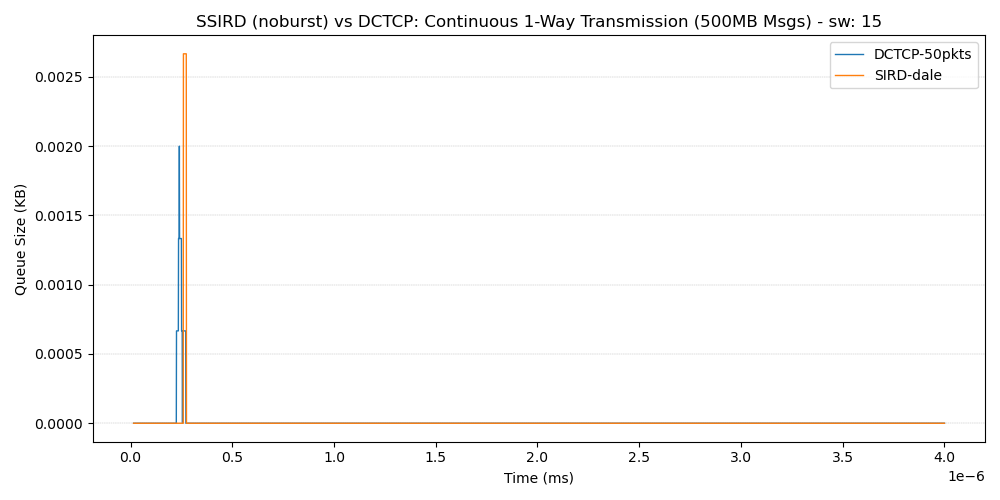 SSIRD (noburst) vs DCTCP: Continuous 1-Way Transmission (500MB Msgs) - sw: 15
DCTCP-50pkts
SIRD-dale
0.0025
0.0020
0.0015
0.0010
0.0005
0.0000
Queue Size (KB)
0.0 0.5 1.0 1.5 2.0 2.5 3.0 3.5 4.0
1e−6
Time (ms)